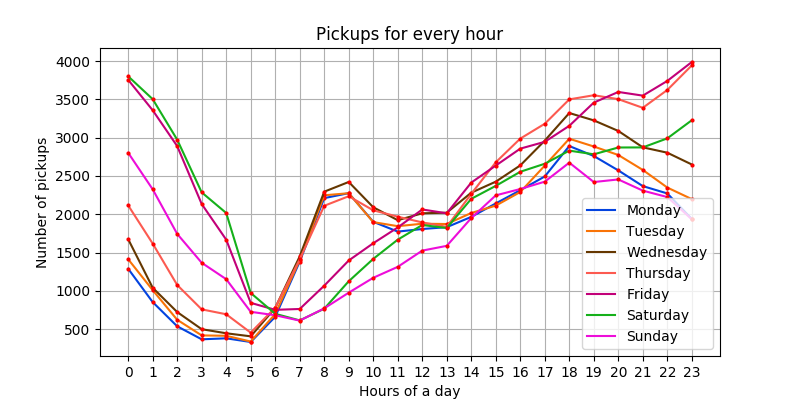 Pickups for every hour
Number of pickups
4000
3500
3000
2500
2000
1500
1000
500
Monday
Tuesday
Wednesday
Thursday
Friday
Saturday
Sunday
0 1 2 3 4 5 6 7 8 9 10 11 12 13 14 15 16 17 18 19 20 21 22 23
Hours of a day